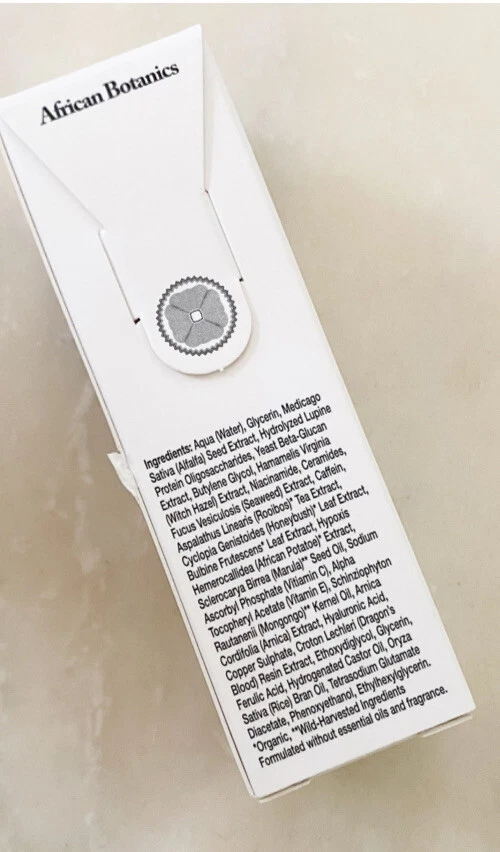 African Botanics
Ingredients: Aqua (Water), Glycerin, Medicago
Sativa (Alfalfa) Seed Extract, Hydrolyzed Lupine
Protein Oligosaccharides, Yeast Beta-Glucan
Extract, Butylene Glycol, Hamamelis Virginia
(Witch Hazel) Extract, Niacinamide, Ceramides,
Fucus Vesiculosis (Seaweed) Extract, Caffein,
Aspalathus Linearis (Rooibos)* Tea Extract,
Cyclopia Genistoides (Honeybush)* Leaf Extract,
Bulbine Frutescens* Leaf Extract, Hypoxis
Hemerocallidea (African Potatoe)* Extract,
Sclerocarya Birrea (Marula)** Seed Oil, Sodium
Ascorbyl Phosphate (Vitamin C), Alpha
Tocopheryl Acetate (Vitamin E), Schinziophyton
Rautanenii (Mongongo)** Kernel Oil, Arnica
Cordifolia (Arnica) Extract, Hyaluronic Acid,
Copper Sulphate, Croton Lechleri (Dragon's
Blood) Resin Extract, Ethoxydiglycol, Glycerin,
Ferulic Acid, Hydrogenated Castor Oil, Oryza
Sativa (Rice) Bran Oil, Tetrasodium Glutamate
Diacetate, Phenoxyethanol, Ethylhexylglycerin.
*Organic, **Wild-Harvested Ingredients
Formulated without essential oils and fragrance.